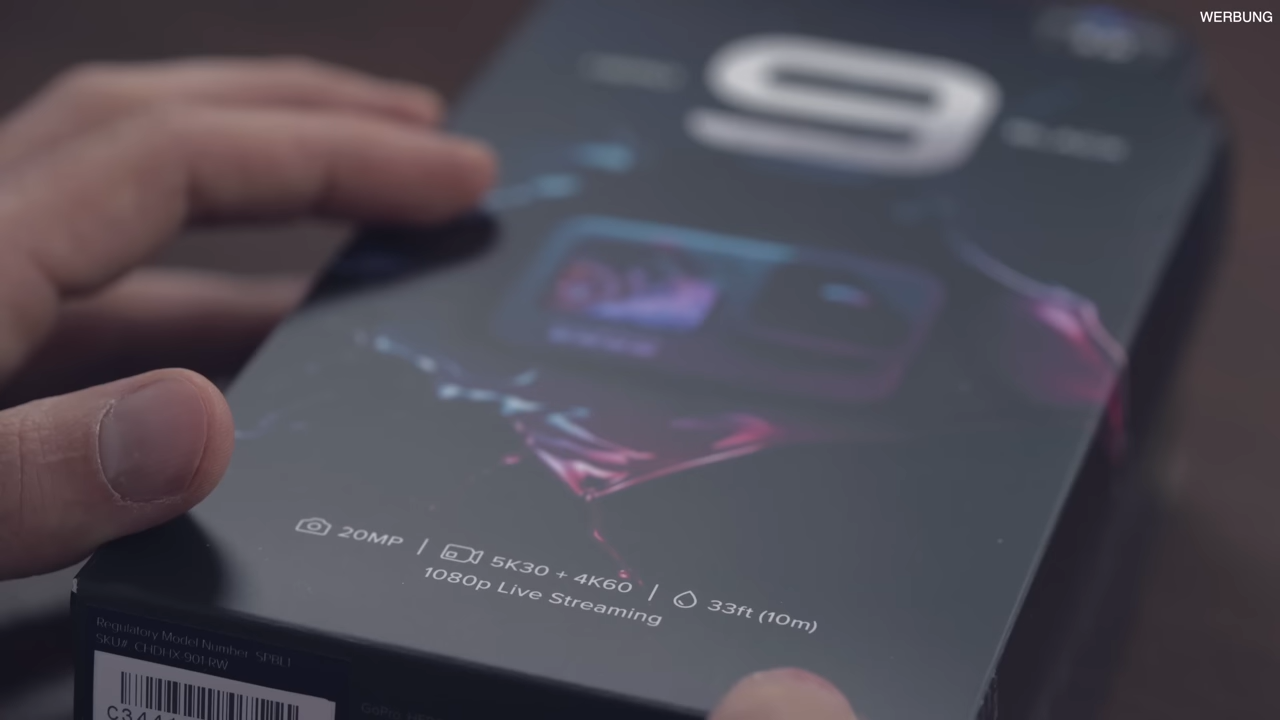 WERBUNG
9
20MP | 5K30 + 4K60 | 33ft (10m)
1080p Live Streaming
Regulatory Model Number: SPBL1
SKU#: CHDHX-901-RW